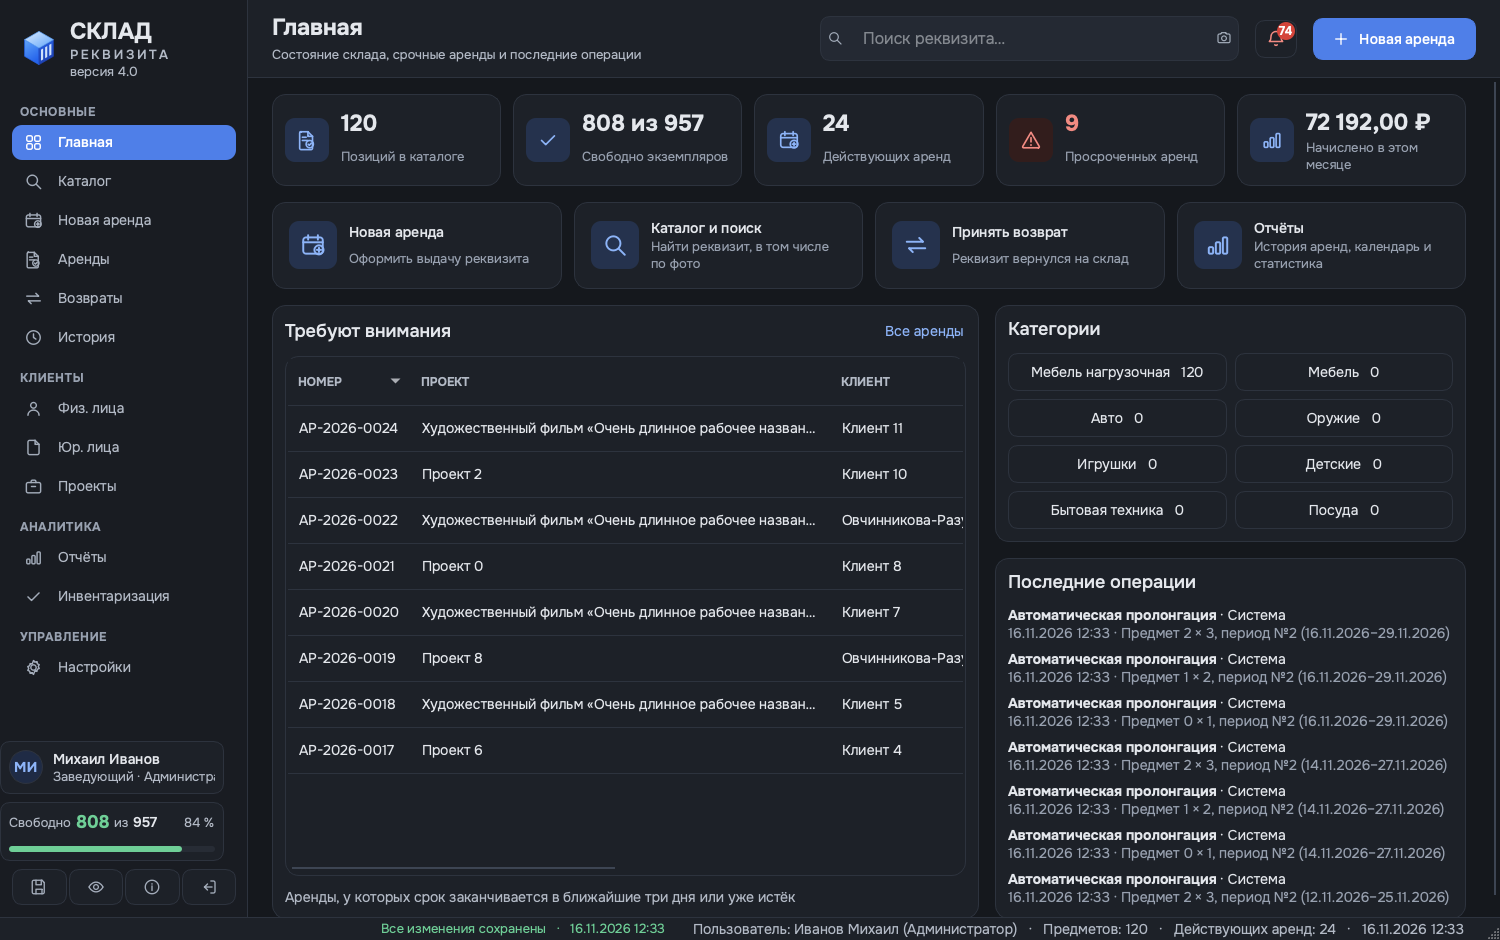 СКЛАД
РЕКВИЗИТА
версия 4.0
ОСНОВНЫЕ
Главная
Каталог
Новая аренда
Аренды
Возвраты
История
КЛИЕНТЫ
Физ. лица
Юр. лица
Проекты
АНАЛИТИКА
Отчёты
Инвентаризация
УПРАВЛЕНИЕ
Настройки
МИ
Михаил Иванов
Заведующий · Администра
Свободно 808 из 957 84 %
Главная
Состояние склада, срочные аренды и последние операции
Поиск реквизита...
74
Новая аренда
120
Позиций в каталоге
808 из 957
Свободно экземпляров
24
Действующих аренд
9
Просроченных аренд
72 192,00 ₽
Начислено в этом
месяце
Новая аренда
Оформить выдачу реквизита
Каталог и поиск
Найти реквизит, в том числе
по фото
Принять возврат
Реквизит вернулся на склад
Отчёты
История аренд, календарь и
статистика
Требуют внимания
Все аренды
НОМЕР ПРОЕКТ КЛИЕНТ
АР-2026-0024 Художественный фильм «Очень длинное рабочее назван... Клиент 11
АР-2026-0023 Проект 2 Клиент 10
АР-2026-0022 Художественный фильм «Очень длинное рабочее назван... Овчинникова-Разу
АР-2026-0021 Проект 0 Клиент 8
АР-2026-0020 Художественный фильм «Очень длинное рабочее назван... Клиент 7
АР-2026-0019 Проект 8 Овчинникова-Разу
АР-2026-0018 Художественный фильм «Очень длинное рабочее назван... Клиент 5
АР-2026-0017 Проект 6 Клиент 4
Аренды, у которых срок заканчивается в ближайшие три дня или уже истёк
Категории
Мебель нагрузочная 120
Мебель 0
Авто 0
Оружие 0
Игрушки 0
Детские 0
Бытовая техника 0
Посуда 0
Последние операции
Автоматическая пролонгация · Система
16.11.2026 12:33 · Предмет 2 × 3, период №2 (16.11.2026–29.11.2026)
Автоматическая пролонгация · Система
16.11.2026 12:33 · Предмет 1 × 2, период №2 (16.11.2026–29.11.2026)
Автоматическая пролонгация · Система
16.11.2026 12:33 · Предмет 0 × 1, период №2 (16.11.2026–29.11.2026)
Автоматическая пролонгация · Система
16.11.2026 12:33 · Предмет 2 × 3, период №2 (14.11.2026–27.11.2026)
Автоматическая пролонгация · Система
16.11.2026 12:33 · Предмет 1 × 2, период №2 (14.11.2026–27.11.2026)
Автоматическая пролонгация · Система
16.11.2026 12:33 · Предмет 0 × 1, период №2 (14.11.2026–27.11.2026)
Автоматическая пролонгация · Система
16.11.2026 12:33 · Предмет 2 × 3, период №2 (12.11.2026–25.11.2026)
Все изменения сохранены · 16.11.2026 12:33 Пользователь: Иванов Михаил (Администратор) · Предметов: 120 · Действующих аренд: 24 · 16.11.2026 12:33